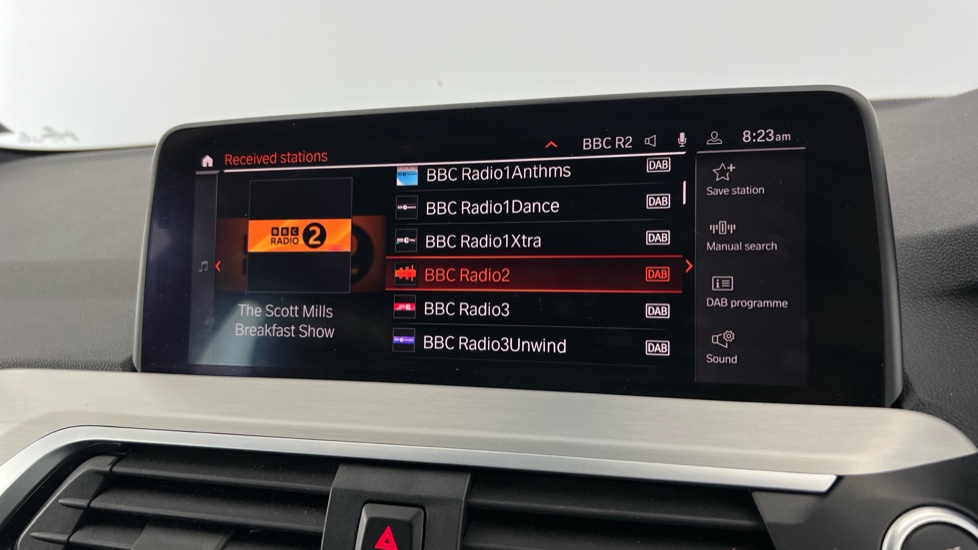 Received stations
BBC R2
8:23am
BBC Radio1Anthms DAB
BBC Radio1Dance DAB
BBC Radio1Xtra DAB
BBC Radio2 DAB
BBC Radio3 DAB
BBC Radio3Unwind DAB
BBC
RADIO 2
The Scott Mills
Breakfast Show
Save station
Manual search
DAB programme
Sound